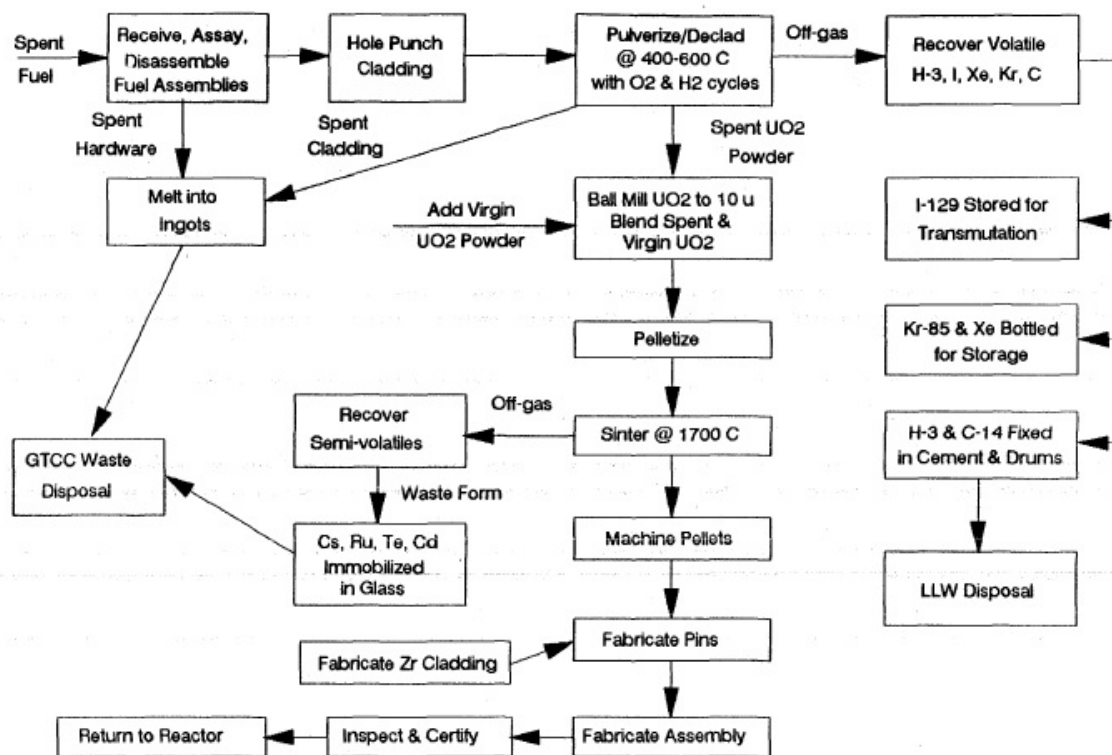 Spent
Fuel
Receive, Assay,
Disassemble
Fuel Assemblies
Hole Punch
Cladding
Pulverize/Declad
@ 400-600 C
with O2 & H2 cycles
Off-gas
Recover Volatile
H-3, I, Xe, Kr, C
Spent
Hardware
Spent
Cladding
Spent UO2
Powder
Melt into
Ingots
Add Virgin
UO2 Powder
Ball Mill UO2 to 10 u
Blend Spent &
Virgin UO2
I-129 Stored for
Transmutation
Pelletize
Kr-85 & Xe Bottled
for Storage
Recover
Semi-volatiles
Off-gas
Sinter @ 1700 C
H-3 & C-14 Fixed
in Cement & Drums
GTCC Waste
Disposal
Waste Form
Cs, Ru, Te, Cd
Immobilized
in Glass
Machine Pellets
LLW Disposal
Fabricate Zr Cladding
Fabricate Pins
Return to Reactor
Inspect & Certify
Fabricate Assembly